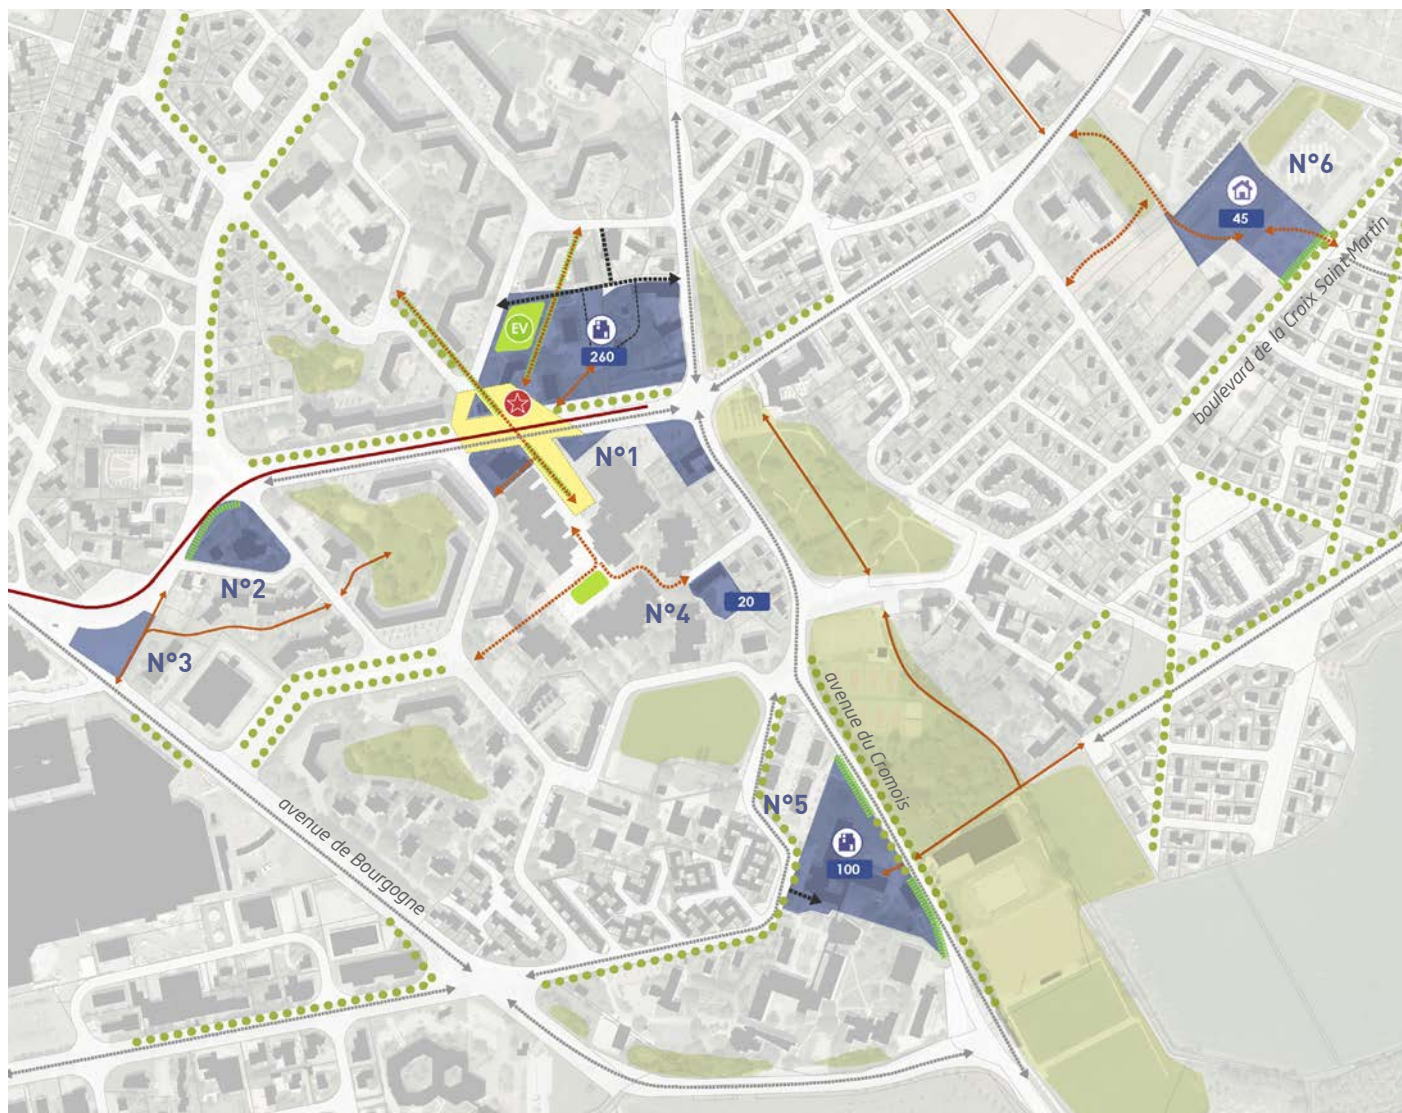 N°6
45
boulevard de la Croix Saint-Martin
EV
260
N°1
N°2
N°4
20
N°3
avenue du Cromois
N°5
avenue de Bourgogne
100